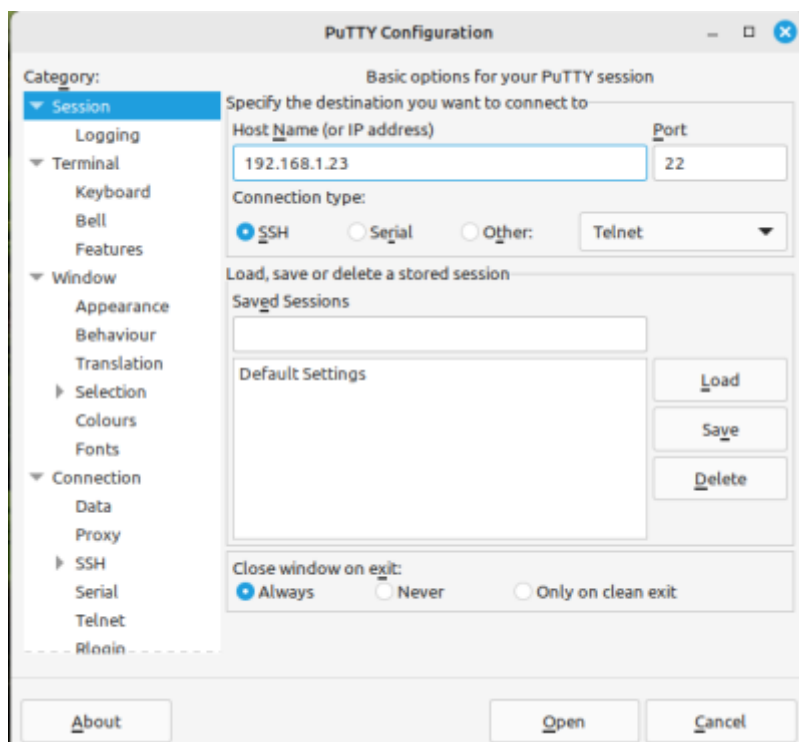 PuTTY Configuration
Category:
Session
Logging
Terminal
Keyboard
Bell
Features
Window
Appearance
Behaviour
Translation
Selection
Colours
Fonts
Connection
Data
Proxy
SSH
Serial
Telnet
Rlogin
Basic options for your PuTTY session
Specify the destination you want to connect to
Host Name (or IP address) Port
192.168.1.23 22
Connection type:
SSH Serial Other: Telnet
Load, save or delete a stored session
Saved Sessions
Default Settings
Load
Save
Delete
Close window on exit:
Always Never Only on clean exit
About Open Cancel